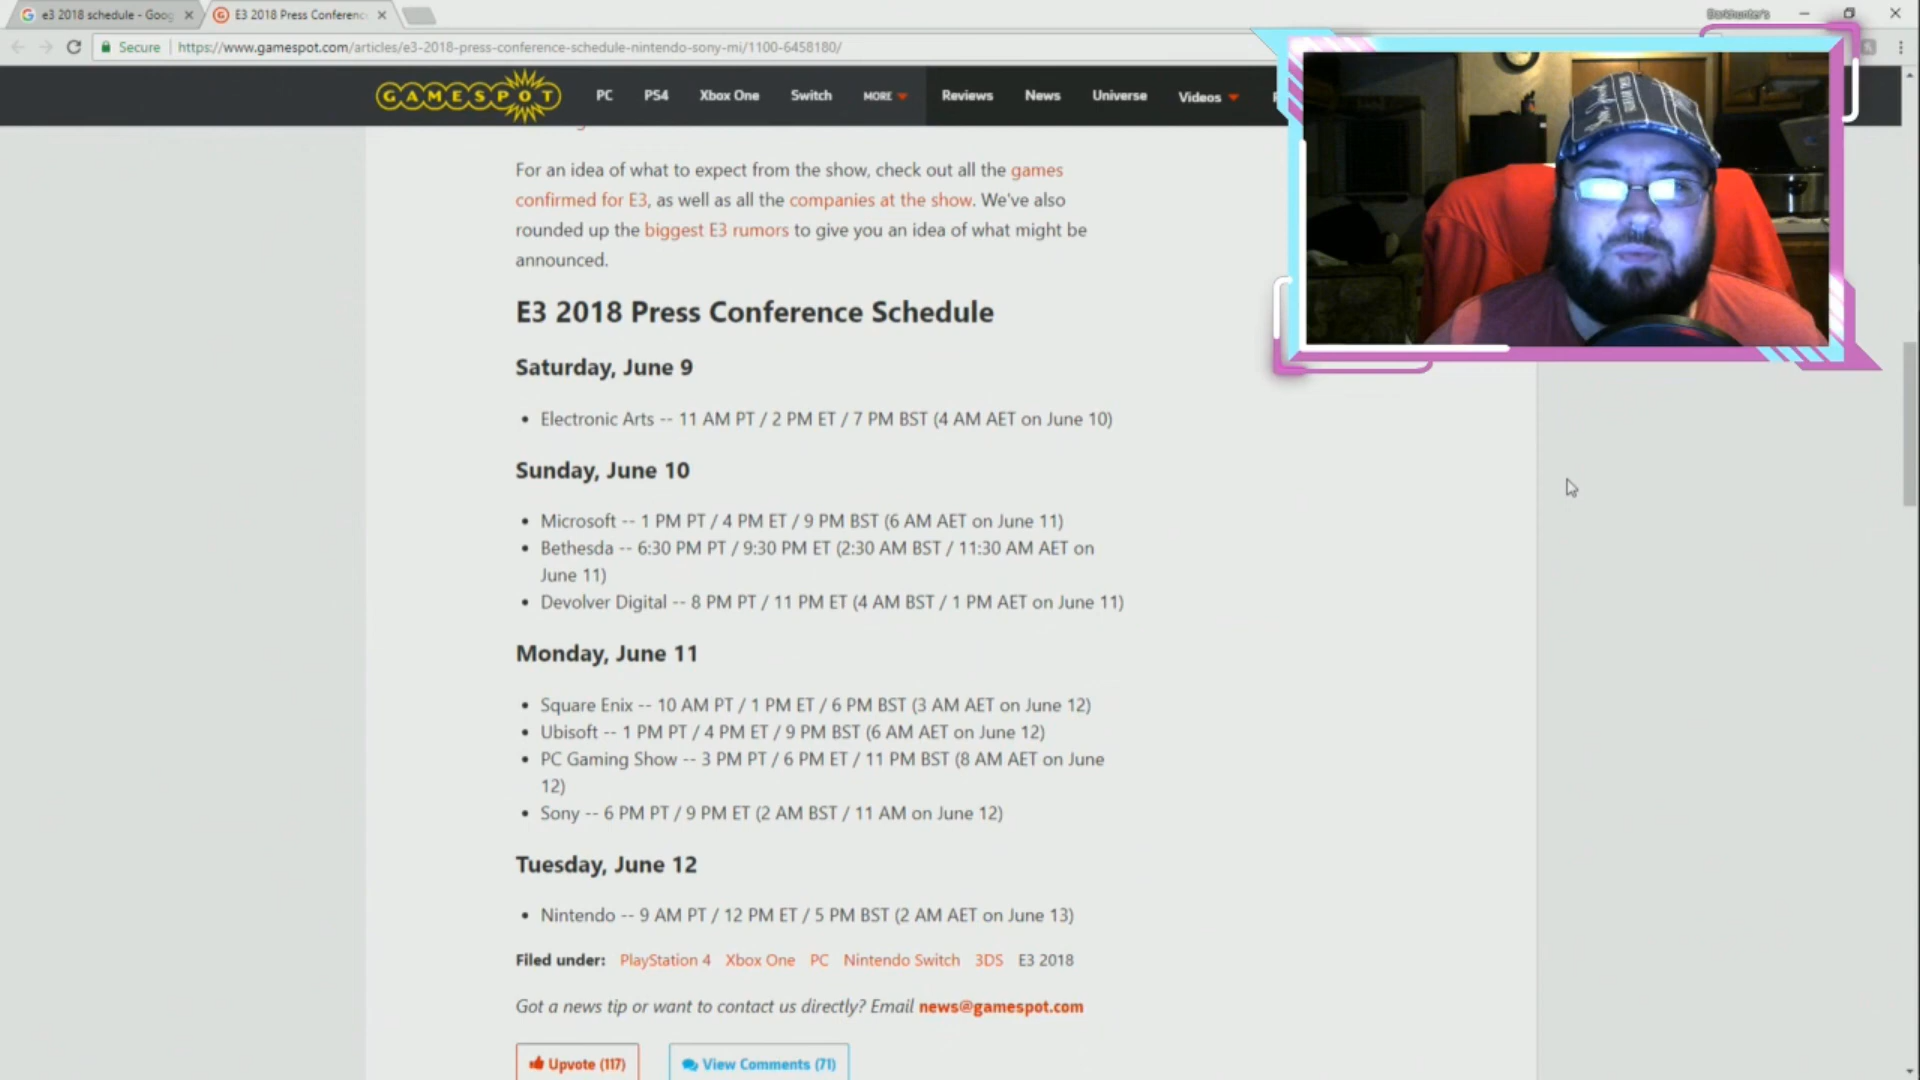 e3 2018 schedule - Goog
E3 2018 Press Conferenc
Darkhunter's
Secure
https://www.gamespot.com/articles/e3-2018-press-conference-schedule-nintendo-sony-mi/1100-6458180/
GAMESPOT
PC PS4 Xbox One Switch MORE Reviews News Universe Videos
For an idea of what to expect from the show, check out all the games
confirmed for E3, as well as all the companies at the show. We've also
rounded up the biggest E3 rumors to give you an idea of what might be
announced.
E3 2018 Press Conference Schedule
Saturday, June 9
• Electronic Arts -- 11 AM PT / 2 PM ET / 7 PM BST (4 AM AET on June 10)
Sunday, June 10
• Microsoft -- 1 PM PT / 4 PM ET / 9 PM BST (6 AM AET on June 11)
• Bethesda -- 6:30 PM PT / 9:30 PM ET (2:30 AM BST / 11:30 AM AET on
June 11)
• Devolver Digital -- 8 PM PT / 11 PM ET (4 AM BST / 1 PM AET on June 11)
Monday, June 11
• Square Enix -- 10 AM PT / 1 PM ET / 6 PM BST (3 AM AET on June 12)
• Ubisoft -- 1 PM PT / 4 PM ET / 9 PM BST (6 AM AET on June 12)
• PC Gaming Show -- 3 PM PT / 6 PM ET / 11 PM BST (8 AM AET on June
12)
• Sony -- 6 PM PT / 9 PM ET (2 AM BST / 11 AM on June 12)
Tuesday, June 12
• Nintendo -- 9 AM PT / 12 PM ET / 5 PM BST (2 AM AET on June 13)
Filed under: PlayStation 4 Xbox One PC Nintendo Switch 3DS E3 2018
Got a news tip or want to contact us directly? Email news@gamespot.com
Upvote (117)
View Comments (71)